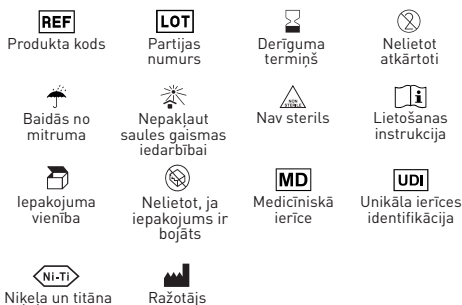 REF
LOT
2
Produkta kods
Partijas
numurs
Derīguma
termiņš
Nelietot
atkārtoti
NON
STERILE
i
Baidās no
mitruma
Nepakļaut
saules gaismas
iedarbībai
Nav sterils
Lietošanas
instrukcija
MD
UDI
Iepakojuma
vienība
Nelietot, ja
iepakojums ir
bojāts
Medicīniskā
ierīce
Unikāla ierīces
identifikācija
Ni-Ti
Niķeļa un titāna
Ražotājs